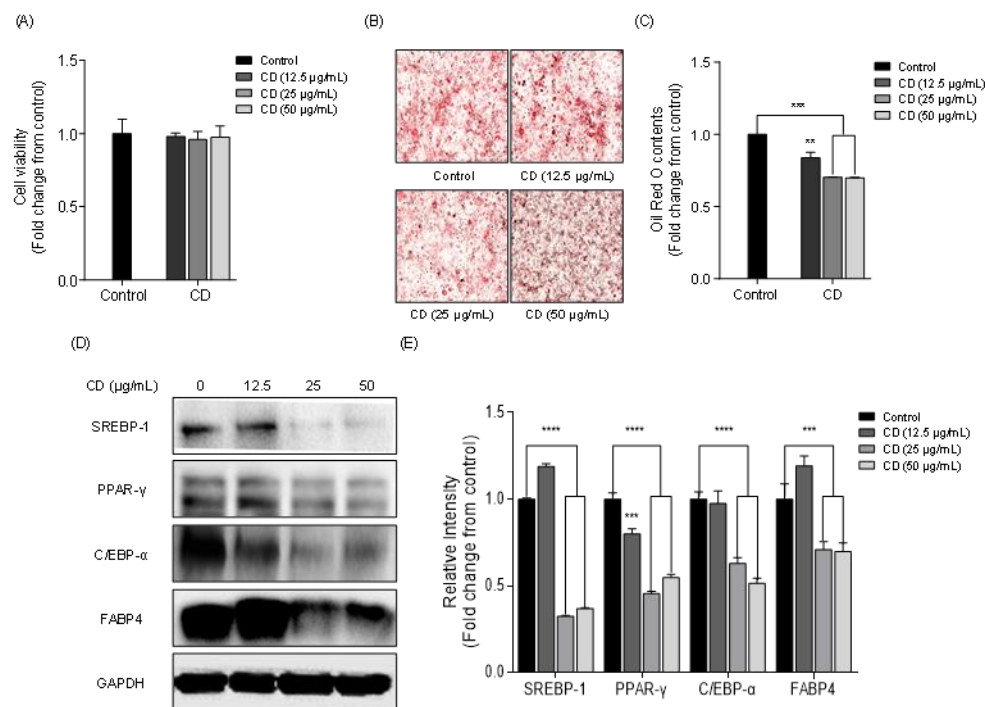 (A)
Cell viability
(Fold change from control)
1.5
1.0
0.5
0.0
Control
CD
Control
CD (12.5 µg/mL)
CD (25 µg/mL)
CD (50 µg/mL)
(B)
Control
CD (12.5 µg/mL)
CD (25 µg/mL)
CD (50 µg/mL)
(C)
Oil Red O contents
(Fold change from control)
1.5
1.0
0.5
0.0
***
**
Control
CD
Control
CD (12.5 µg/mL)
CD (25 µg/mL)
CD (50 µg/mL)
(D)
CD (µg/mL) 0 12.5 25 50
SREBP-1
PPAR-γ
C/EBP-α
FABP4
GAPDH
(E)
Relative Intensity
(Fold change from control)
1.5
1.0
0.5
0.0
**** **** **** ***
***
SREBP-1 PPAR-γ C/EBP-α FABP4
Control
CD (12.5 µg/mL)
CD (25 µg/mL)
CD (50 µg/mL)